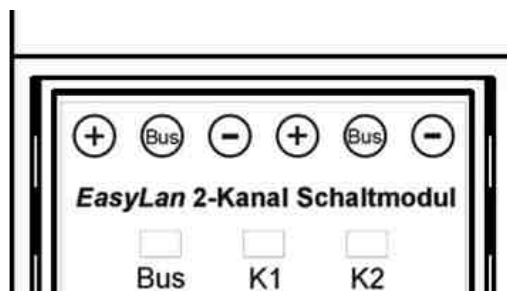 + Bus - + Bus -
EasyLan 2-Kanal Schaltmodul
Bus K1 K2